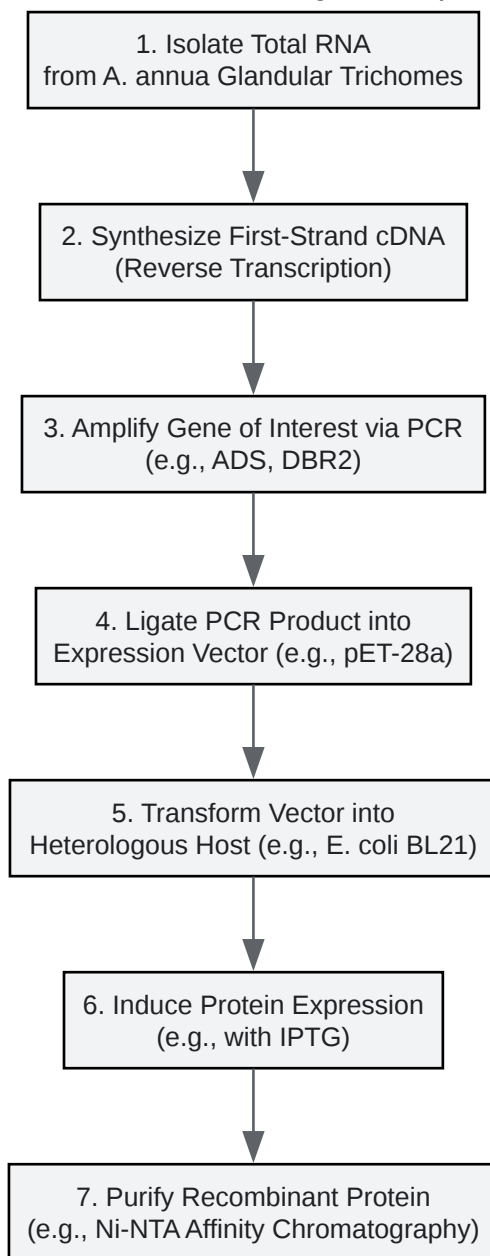 1. Isolate Total RNA
from A. annua Glandular Trichomes
2. Synthesize First-Strand cDNA
(Reverse Transcription)
3. Amplify Gene of Interest via PCR
(e.g., ADS, DBR2)
4. Ligate PCR Product into
Expression Vector (e.g., pET-28a)
5. Transform Vector into
Heterologous Host (e.g., E. coli BL21)
6. Induce Protein Expression
(e.g., with IPTG)
7. Purify Recombinant Protein
(e.g., Ni-NTA Affinity Chromatography)